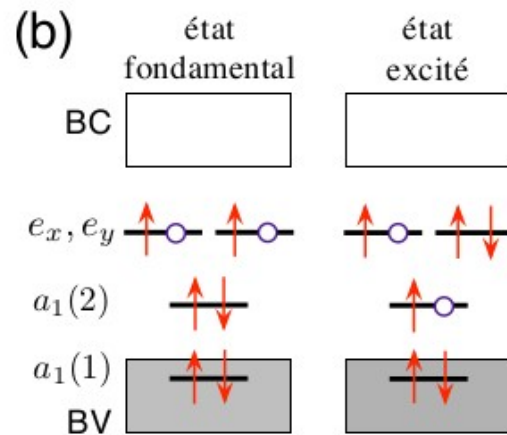 (b)
état fondamental
état excité
BC
e_x, e_y
a_1(2)
a_1(1)
BV